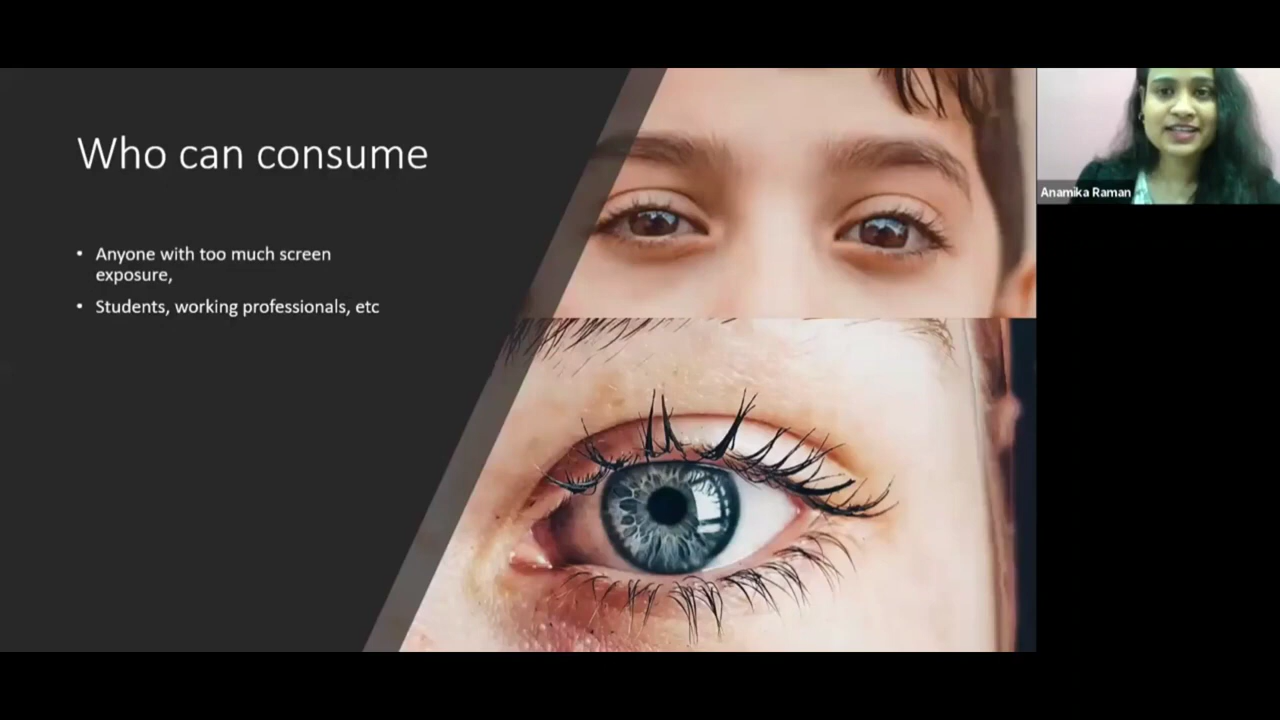 Who can consume
• Anyone with too much screen
exposure,
• Students, working professionals, etc
Anamika Raman